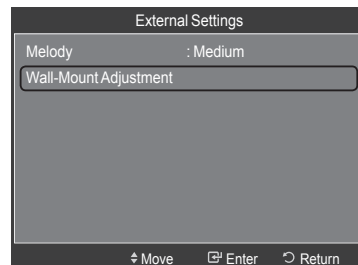 External Settings
Melody : Medium
Wall-Mount Adjustment
Move Enter Return